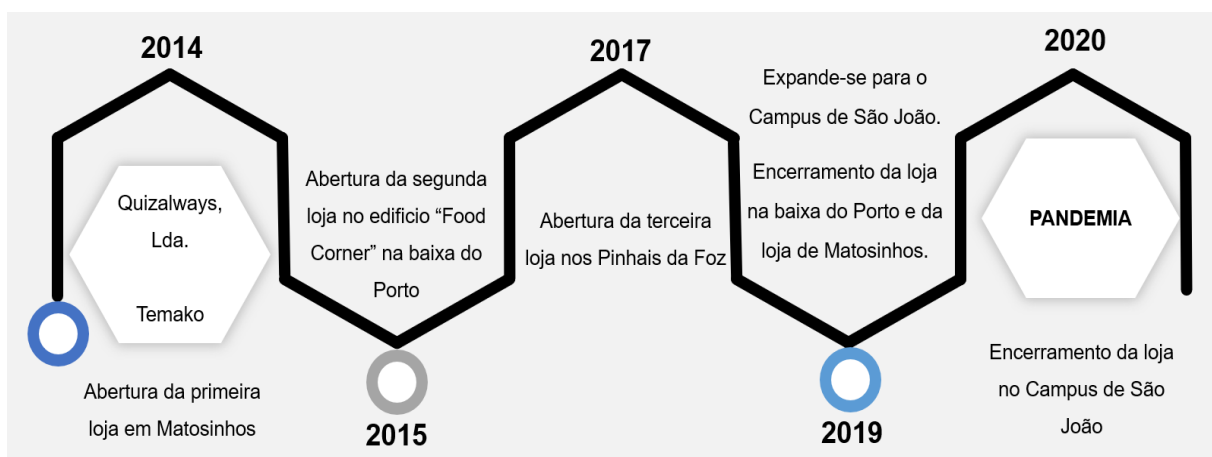 2014
Quizalways,
Lda.
Temako
Abertura da primeira
loja em Matosinhos
Abertura da segunda
loja no edificio “Food
Corner” na baixa do
Porto
2015
2017
Abertura da terceira
loja nos Pinhais da Foz
Expande-se para o
Campus de São João.
Encerramento da loja
na baixa do Porto e da
loja de Matosinhos.
2019
2020
PANDEMIA
Encerramento da loja
no Campus de São
João